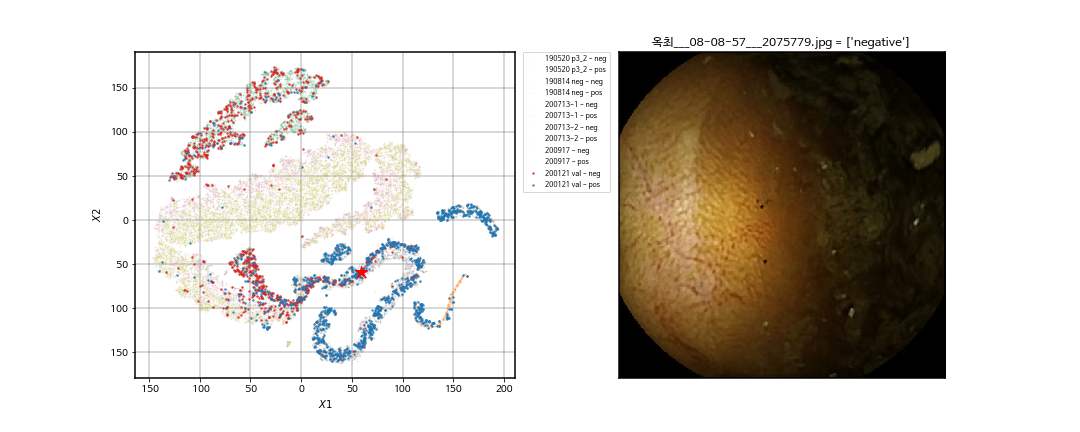 옥최___08-08-57___2075779.jpg = ['negative']
190520 p3_2 - neg
190520 p3_2 - pos
190814 neg - neg
190814 neg - pos
200713-1 - neg
200713-1 - pos
200713-2 - neg
200713-2 - pos
200917 - neg
200917 - pos
200121 val - neg
200121 val - pos
150
100
50
0
50
100
150
X2
150 100 50 0 50 100 150 200
X1